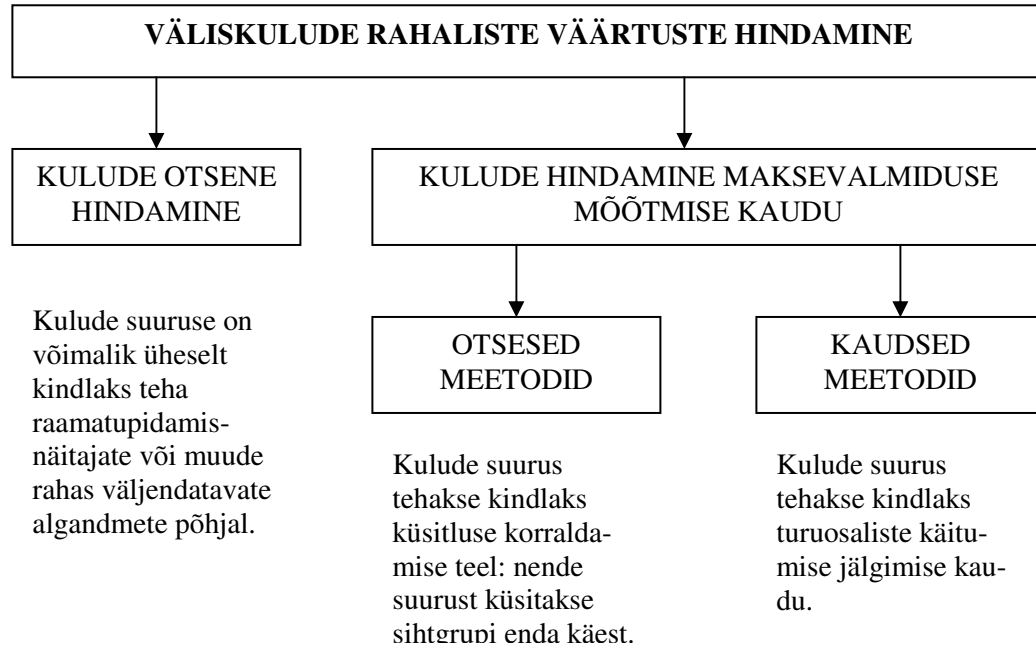 VÄLISKULUDE RAHALISTE VÄÄRTUSTE HINDAMINE
KULUDE OTSENE
HINDAMINE
KULUDE HINDAMINE MAKSEVALMIDUSE
MÕÕTMISE KAUDU
Kulude suuruse on
võimalik üheselt
kindlaks teha
raamatupidamis-
näitajate või muude
rahas väljendatavate
algandmete põhjal.
OTSESED
MEETODID
KAUDSED
MEETODID
Kulude suurus
tehakse kindlaks
küsitluse korralda-
mise teel: nende
suurust küsitakse
sihtgrupi enda käest.
Kulude suurus
tehakse kindlaks
turuosaliste käitu-
mise jälgimise kau-
du.